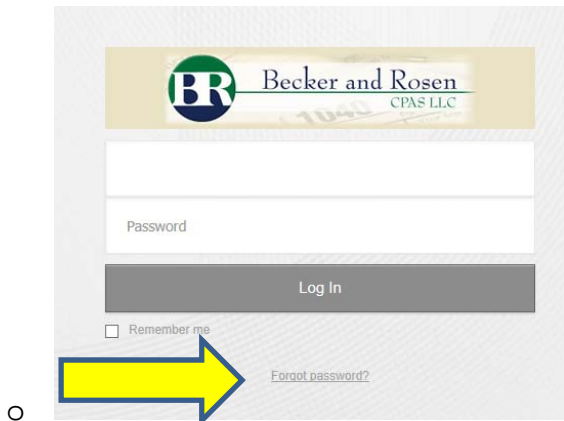 BR
Becker and Rosen
CPAS LLC
1040
Password
Log In
Remember me
Forgot password?